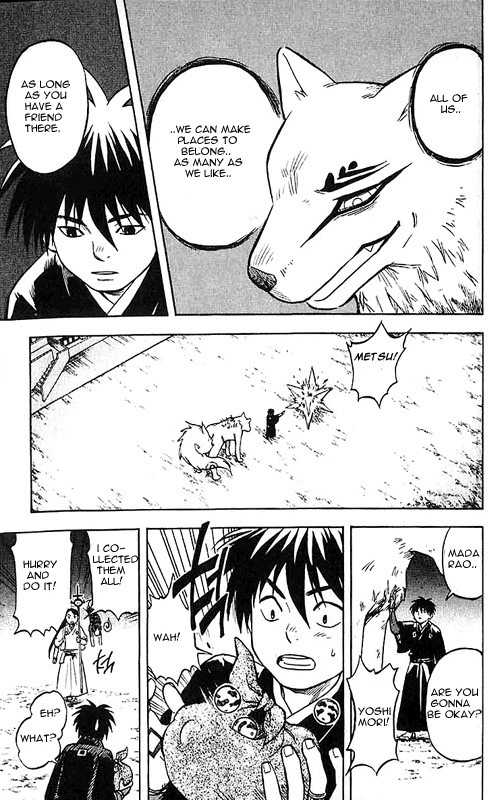 ALL OF
US..
..WE CAN MAKE
PLACES TO
BELONG..
AS MANY AS
WE LIKE..
AS LONG
AS YOU
HAVE A
FRIEND
THERE.
METSU!
MADA
RAO..
ARE YOU
GONNA
BE OKAY?
YOSHI
MORI!
WAH!
I CO-
LLECTED
THEM
ALL!
HURRY
AND
DO IT!
EH?
WHAT?